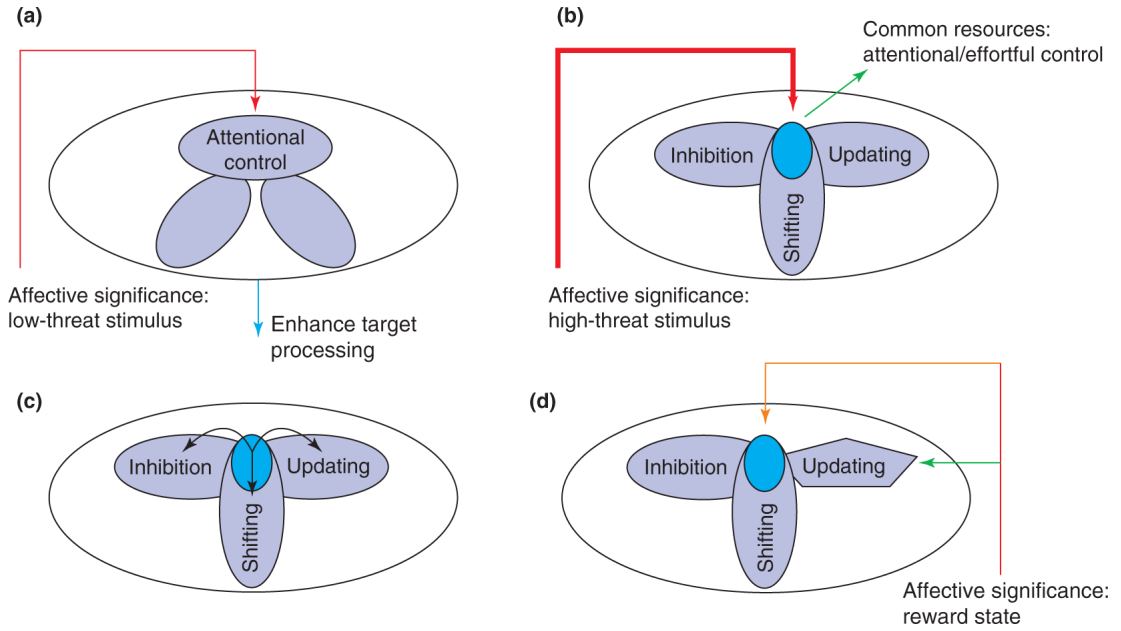 (a)
Attentional
control
Affective significance:
low-threat stimulus
Enhance target
processing
(b)
Common resources:
attentional/effortful control
Inhibition
Updating
Shifting
Affective significance:
high-threat stimulus
(c)
Inhibition
Updating
Shifting
(d)
Inhibition
Updating
Shifting
Affective significance:
reward state